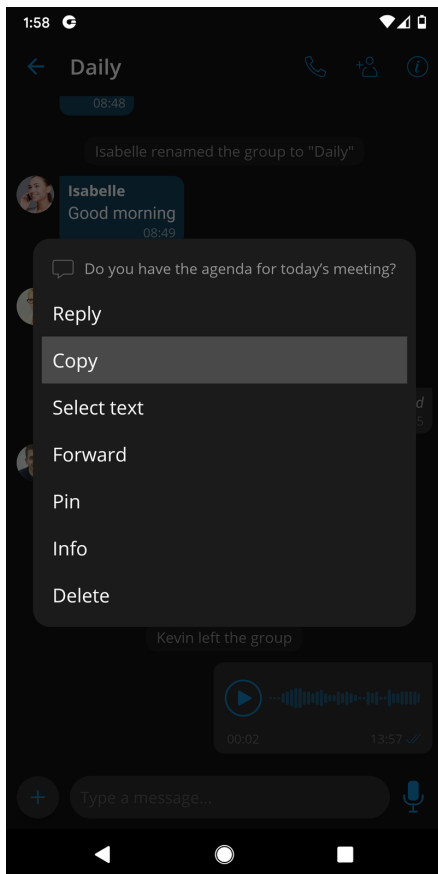 1:58
Daily
08:48
Isabelle renamed the group to "Daily"
Isabelle
Good morning
08:49
Do you have the agenda for today's meeting?
Reply
Copy
Select text
Forward
Pin
Info
Delete
Kevin left the group
00:02 13:57
Type a message...